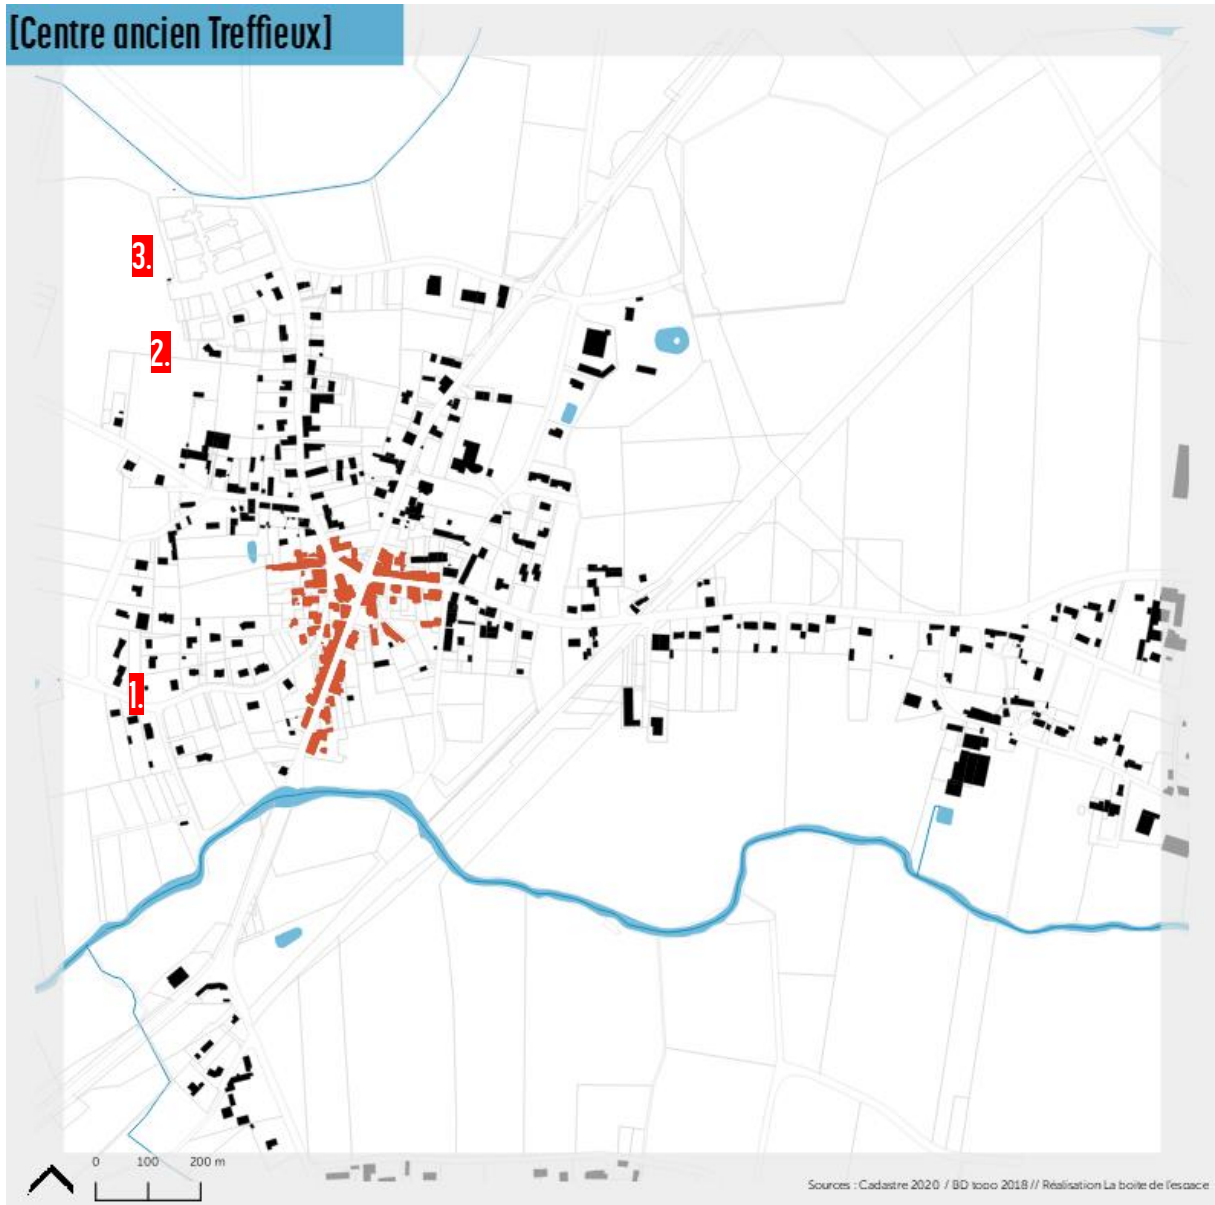 [Centre ancien Treffieux]
3.
2.
1.
0 100 200 m
Sources : Cadastre 2020 / BD topo 2018 // Réalisation La boite de l'espace